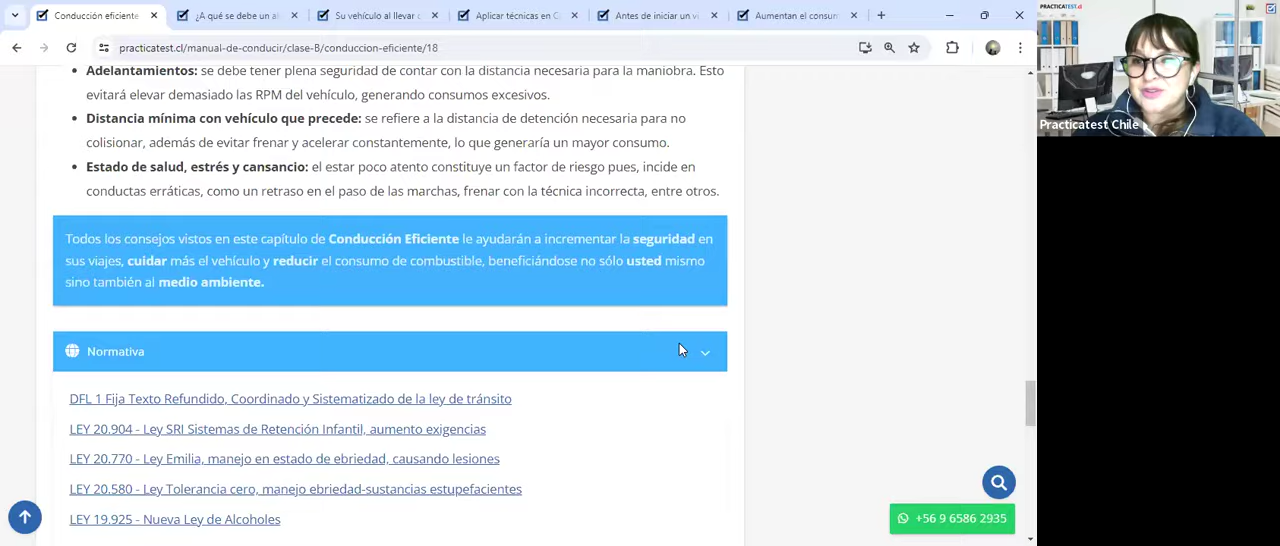 Conducción eficiente
¿A qué se debe un al
Cuando al llevar c
Aplicar técnicas en C
Antes de iniciar un v
Aumentan el consum
practicatest.cl/manual-de-conducir/clase-B/conduccion-eficiente/18
Adelantamiento: se debe tener plena seguridad de contar con la distancia necesaria para la maniobra. Esto
evitará elevar demasiado las RPM del vehículo, generando consumos excesivos.
Distancia mínima con vehículo que precede: es la distancia de detención necesaria para no
colisionar, además de evitar frenar y acelerar constantemente, lo que generaría un mayor consumo.
Estado de salud, estrés y cansancio: el estar poco atento constituye un factor de riesgo pues, incide en
conductas erráticas, como un retraso en el paso de las marchas, frenar con la técnica incorrecta, entre otros.
Todos los consejos vistos en este capítulo de Conducción Eficiente le ayudarán a incrementar la seguridad en
sus viajes, cuidar más el vehículo y reducir el consumo de combustible, beneficiándose no sólo usted mismo
sino también al medio ambiente.
Normativa
DFL 1 Fija Texto Refundido, Coordinado y Sistematizado de la ley de tránsito
LEY 20.904 - Ley SRI Sistemas de Retención Infantil, aumento exigencias
LEY 20.770 - Ley Emilia, manejo en estado de ebriedad, causando lesiones
LEY 20.580 - Ley Tolerancia cero, manejo ebriedad-sustancias estupefacientes
LEY 19.925 - Nueva Ley de Alcoholes
+56 9 6586 2935
PRACTICATEST.cl
Practicatest Chile